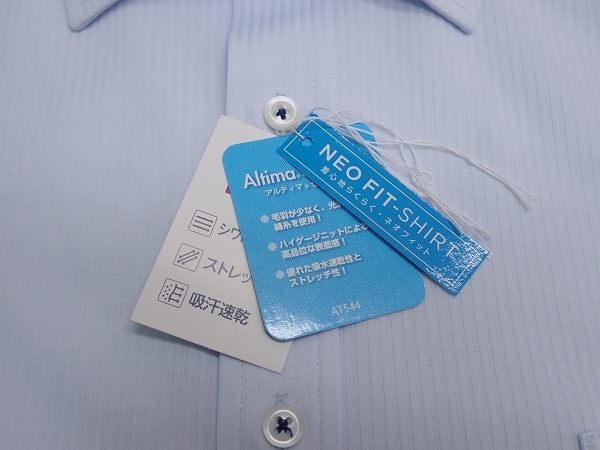 NEO FIT-SHIRT
着心地らくらく・ネオフィット
Altima
アルティマ
毛羽が少なく、光
綿糸を使用！
ハイゲージニットによる
高品位な表面感！
優れた吸水速乾性と
ストレッチ性！
AT544
シワ
ストレッ
吸汗速乾